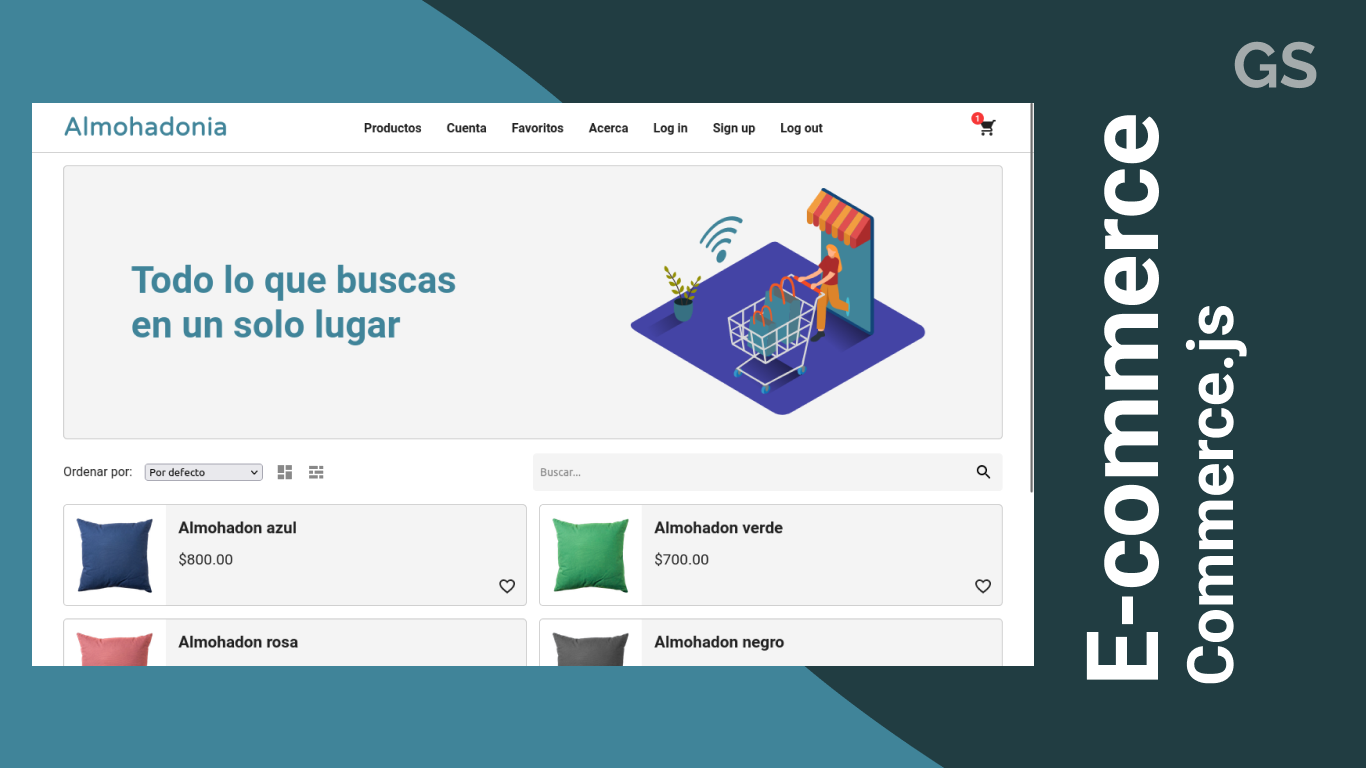 GS
Almohadonia
Productos Cuenta Favoritos Acerca Log in Sign up Log out
1
Todo lo que buscas
en un solo lugar
Ordenar por: Por defecto
Buscar...
Almohadon azul
$800.00
Almohadon verde
$700.00
Almohadon rosa
Almohadon negro
E-commerce
Commerce.js